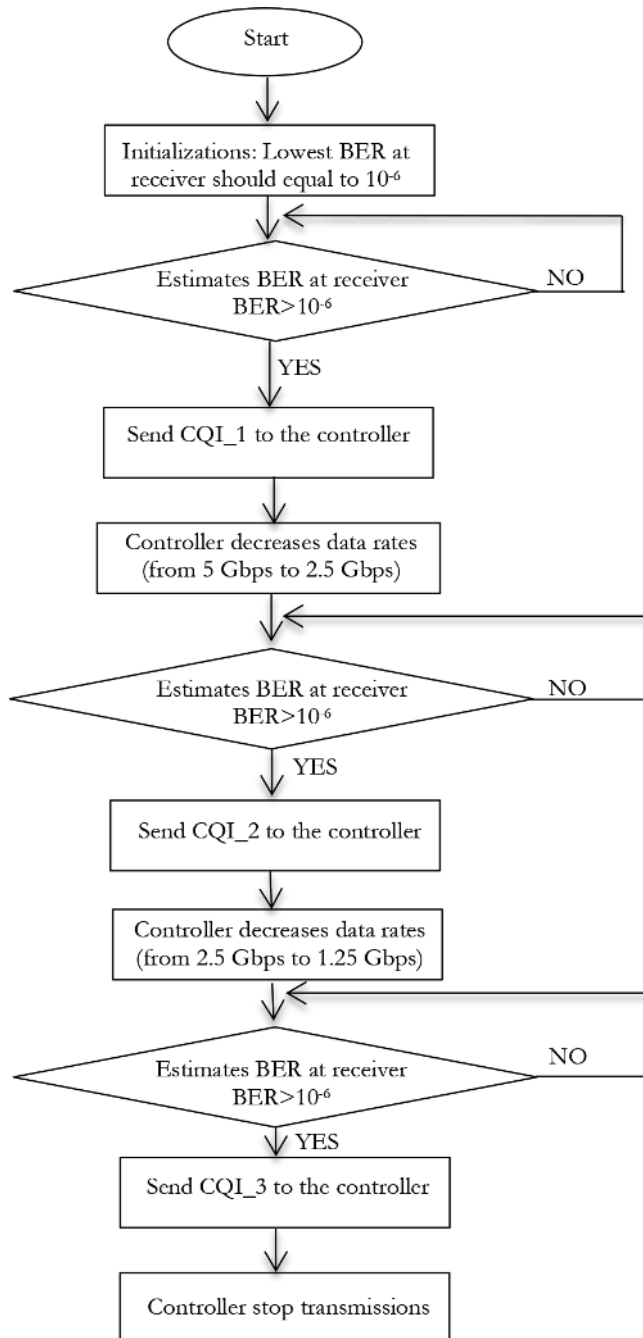 Start
Initializations: Lowest BER at
receiver should equal to 10⁻⁶
Estimates BER at receiver
BER>10⁻⁶
NO
YES
Send CQI_1 to the controller
Controller decreases data rates
(from 5 Gbps to 2.5 Gbps)
Estimates BER at receiver
BER>10⁻⁶
NO
YES
Send CQI_2 to the controller
Controller decreases data rates
(from 2.5 Gbps to 1.25 Gbps)
Estimates BER at receiver
BER>10⁻⁶
NO
YES
Send CQI_3 to the controller
Controller stop transmissions